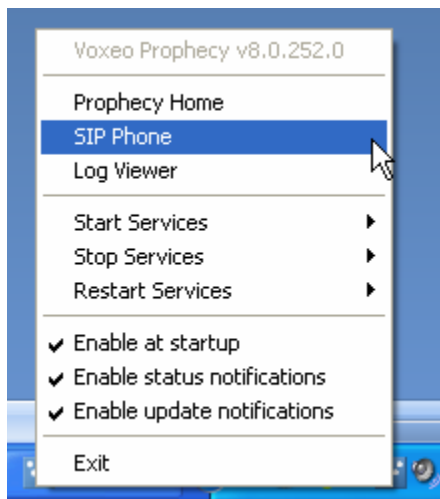 Voxeo Prophecy v8.0.252.0
Prophecy Home
SIP Phone
Log Viewer
Start Services
Stop Services
Restart Services
Enable at startup
Enable status notifications
Enable update notifications
Exit